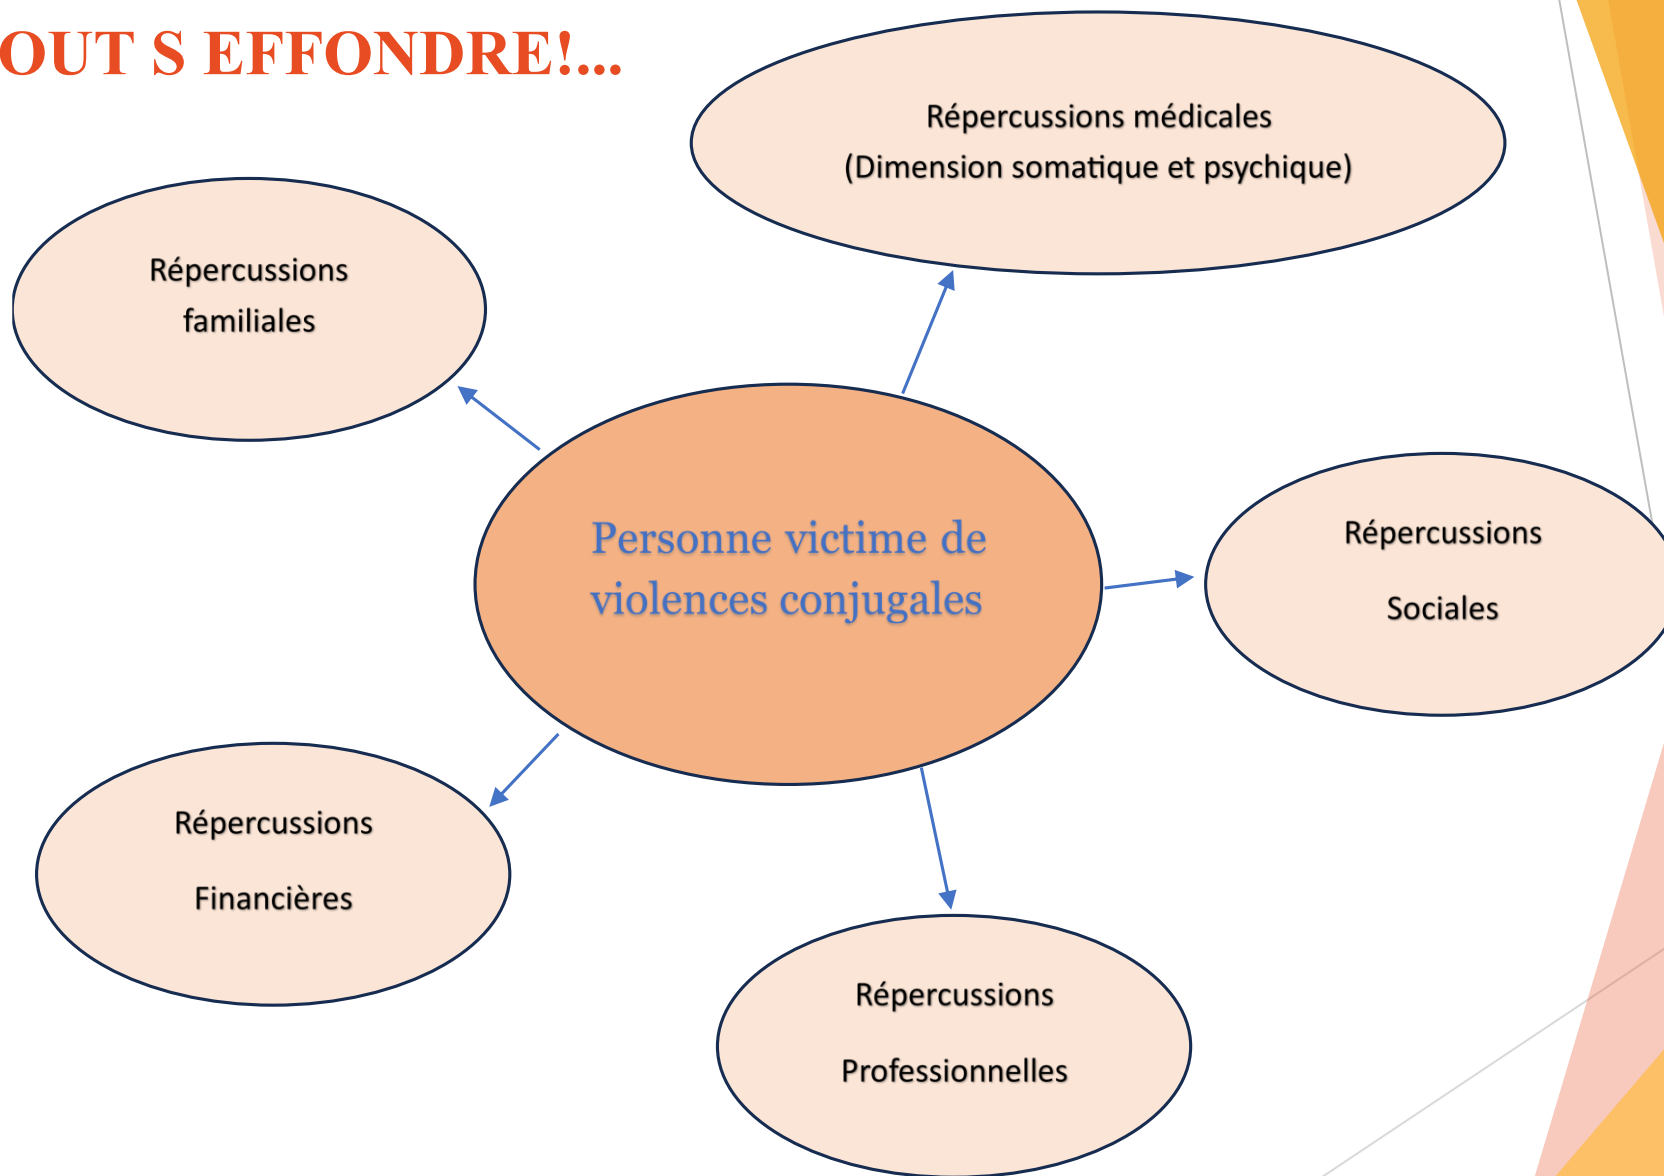 OUT S EFFONDRE!...
Répercussions médicales
(Dimension somatique et psychique)
Répercussions
familiales
Personne victime de
violences conjugales
Répercussions
Sociales
Répercussions
Financières
Répercussions
Professionnelles